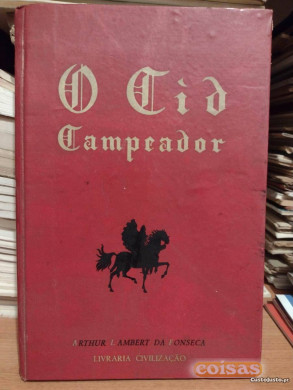 O Cid
Campeador
ARTHUR LAMBERT DA FONSECA
LIVRARIA CIVILIZAÇÃO
coisas